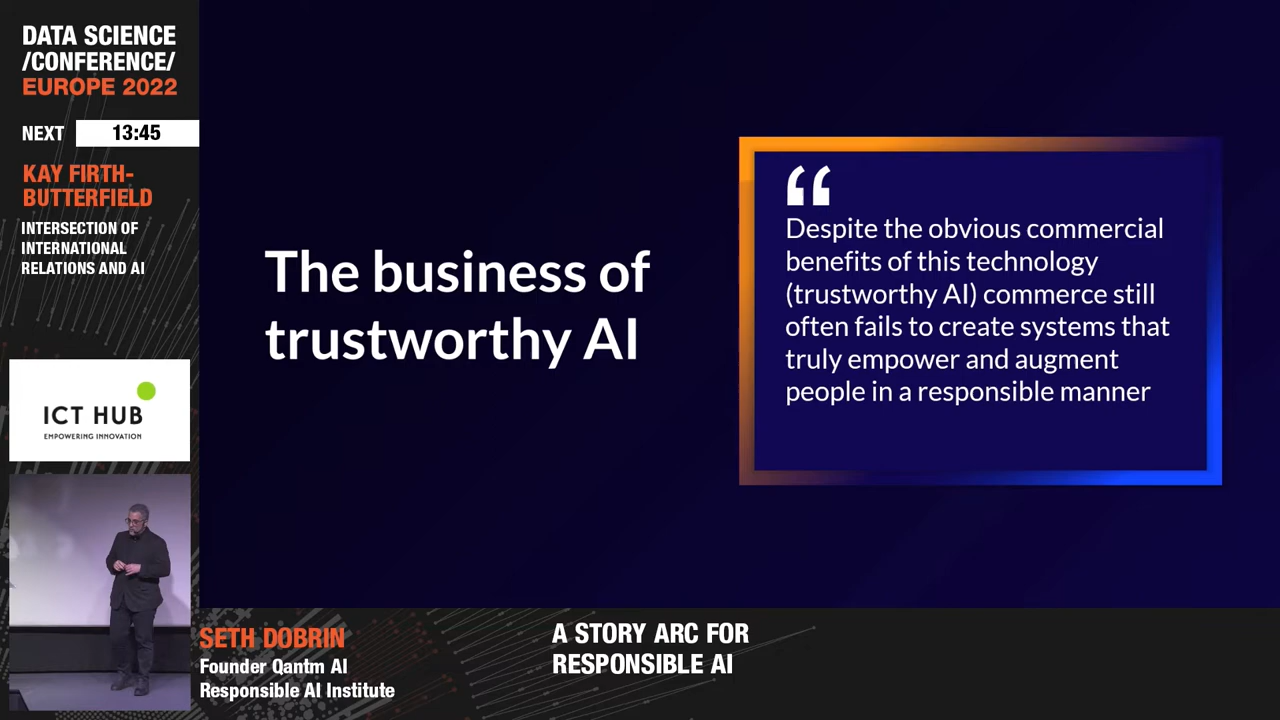 DATA SCIENCE
/CONFERENCE/
EUROPE 2022
NEXT 13:45
KAY FIRTH-
BUTTERFIELD
INTERSECTION OF
INTERNATIONAL
RELATIONS AND AI
ICT HUB
EMPOWERING INNOVATION
The business of
trustworthy AI
“
Despite the obvious commercial
benefits of this technology
(trustworthy AI) commerce still
often fails to create systems that
truly empower and augment
people in a responsible manner
SETH DOBRIN
Founder Qantm AI
Responsible AI Institute
A STORY ARC FOR
RESPONSIBLE AI